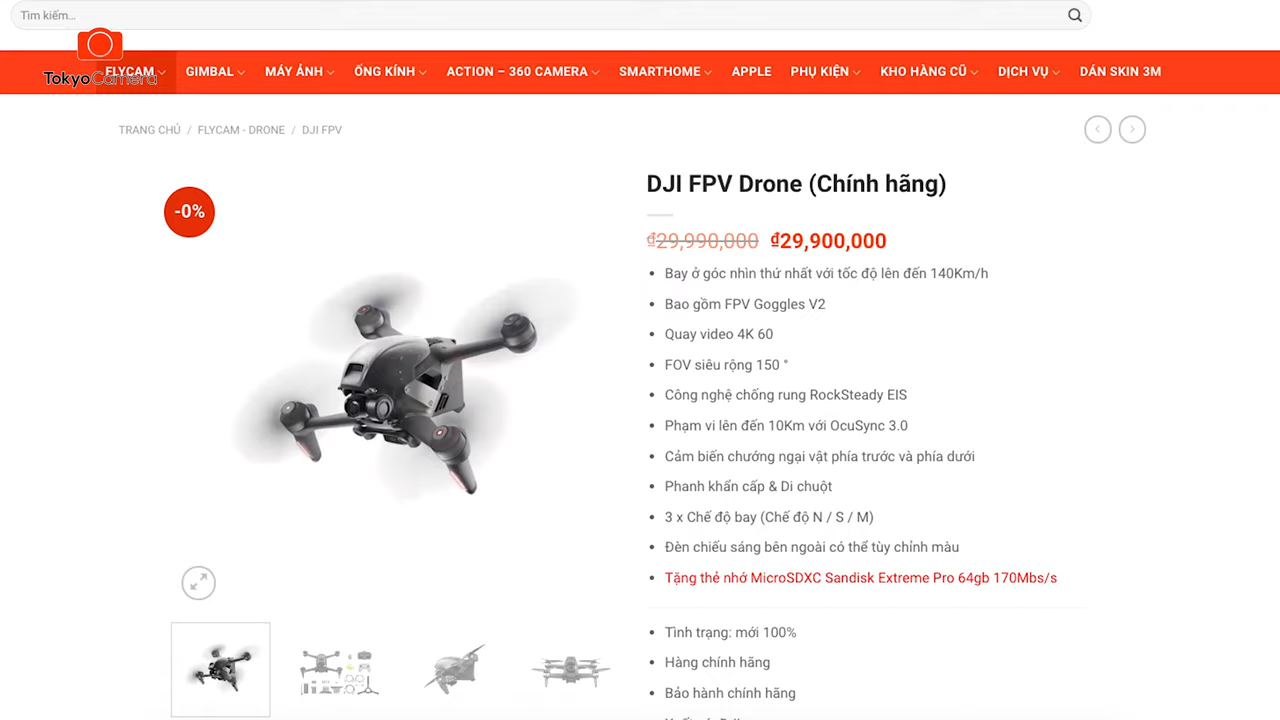 Tìm kiếm...
TokyoCamera
FLYCAM GIMBAL MÁY ẢNH ỐNG KÍNH ACTION – 360 CAMERA SMARTHOME APPLE PHỤ KIỆN KHO HÀNG CŨ DỊCH VỤ DÁN SKIN 3M
TRANG CHỦ / FLYCAM - DRONE / DJI FPV
-0%
DJI FPV Drone (Chính hãng)
₫29,990,000 ₫29,900,000
Bay ở góc nhìn thứ nhất với tốc độ lên đến 140Km/h
Bao gồm FPV Goggles V2
Quay video 4K 60
FOV siêu rộng 150 °
Công nghệ chống rung RockSteady EIS
Phạm vi lên đến 10Km với OcuSync 3.0
Cảm biến chướng ngại vật phía trước và phía dưới
Phanh khẩn cấp & Di chuột
3 x Chế độ bay (Chế độ N / S / M)
Đèn chiếu sáng bên ngoài có thể tùy chỉnh màu
Tặng thẻ nhớ MicroSDXC Sandisk Extreme Pro 64gb 170Mbs/s
Tình trạng: mới 100%
Hàng chính hãng
Bảo hành chính hãng